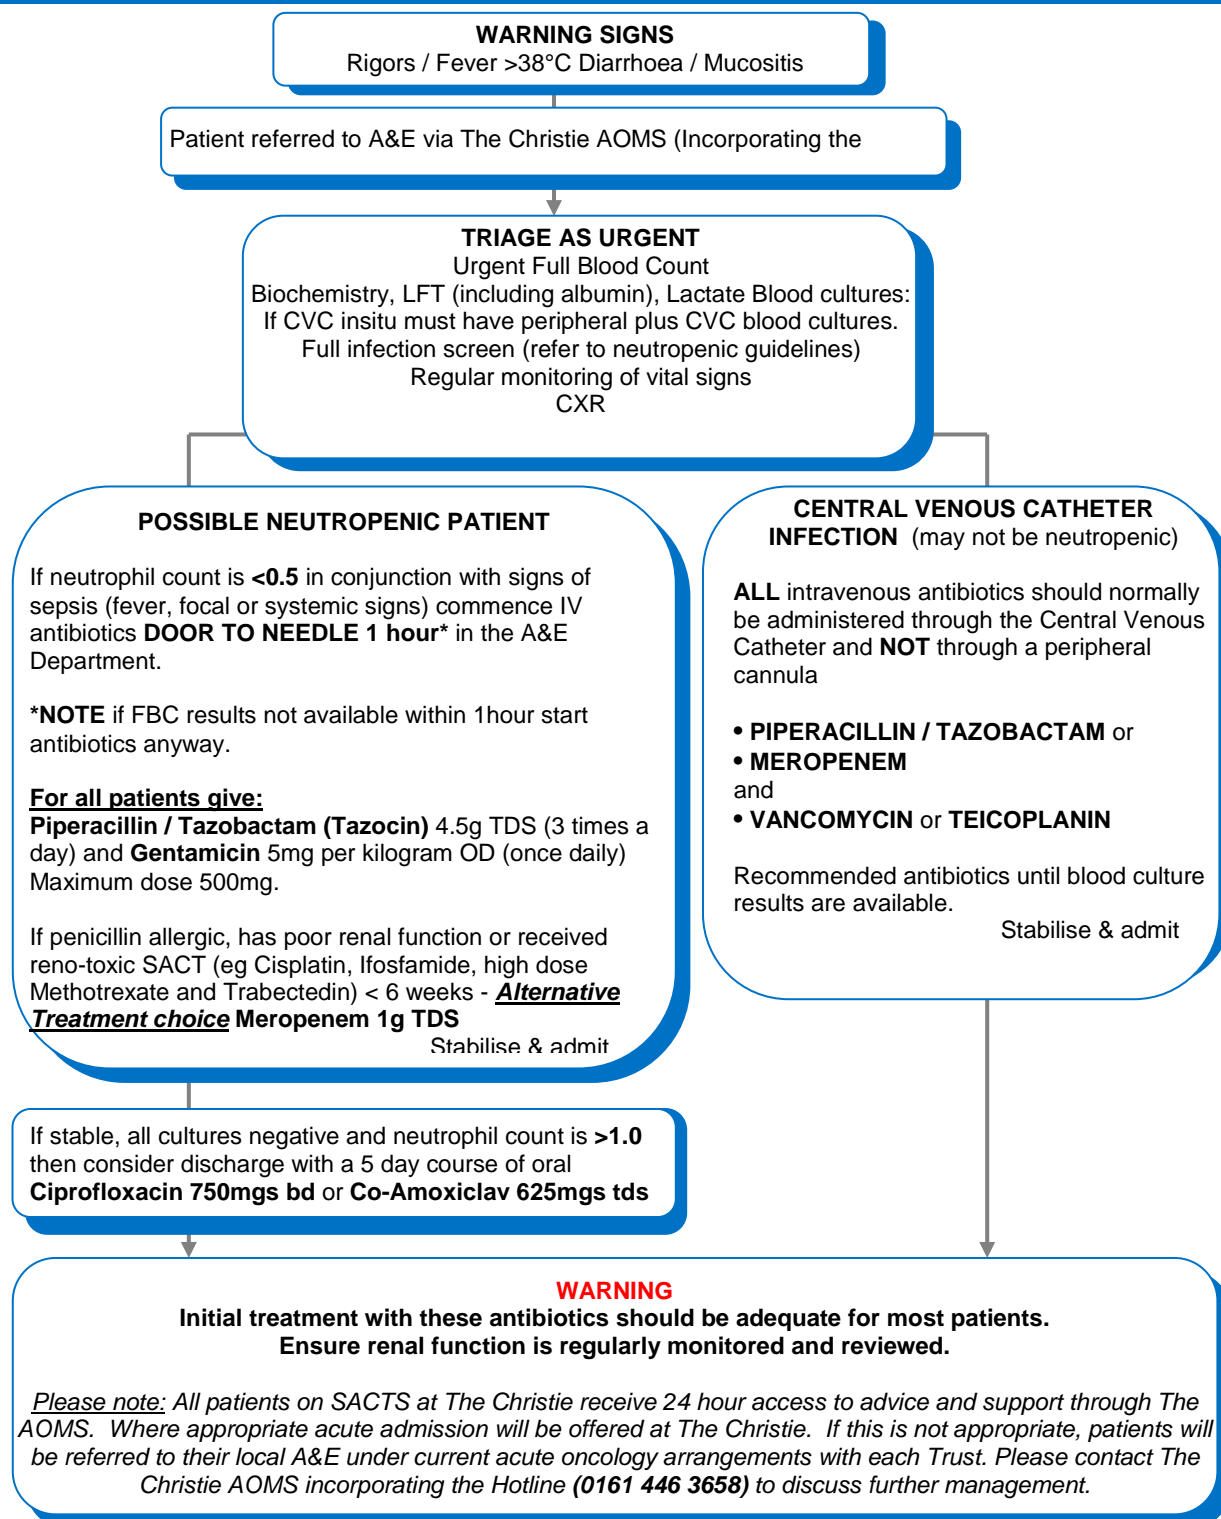 WARNING SIGNS
Rigors / Fever >38°C Diarrhoea / Mucositis
Patient referred to A&E via The Christie AOMS (Incorporating the
TRIAGE AS URGENT
Urgent Full Blood Count
Biochemistry, LFT (including albumin), Lactate Blood cultures:
If CVC insitu must have peripheral plus CVC blood cultures.
Full infection screen (refer to neutropenic guidelines)
Regular monitoring of vital signs
CXR
POSSIBLE NEUTROPENIC PATIENT
If neutrophil count is <0.5 in conjunction with signs of
sepsis (fever, focal or systemic signs) commence IV
antibiotics DOOR TO NEEDLE 1 hour* in the A&E
Department.
*NOTE if FBC results not available within 1hour start
antibiotics anyway.
For all patients give:
Piperacillin / Tazobactam (Tazocin) 4.5g TDS (3 times a
day) and Gentamicin 5mg per kilogram OD (once daily)
Maximum dose 500mg.
If penicillin allergic, has poor renal function or received
reno-toxic SACT (eg Cisplatin, Ifosfamide, high dose
Methotrexate and Trabectedin) < 6 weeks - Alternative
Treatment choice Meropenem 1g TDS
Stabilise & admit
CENTRAL VENOUS CATHETER
INFECTION (may not be neutropenic)
ALL intravenous antibiotics should normally
be administered through the Central Venous
Catheter and NOT through a peripheral
cannula
• PIPERACILLIN / TAZOBACTAM or
• MEROPENEM
and
• VANCOMYCIN or TEICOPLANIN
Recommended antibiotics until blood culture
results are available.
Stabilise & admit
If stable, all cultures negative and neutrophil count is >1.0
then consider discharge with a 5 day course of oral
Ciprofloxacin 750mgs bd or Co-Amoxiclav 625mgs tds
WARNING
Initial treatment with these antibiotics should be adequate for most patients.
Ensure renal function is regularly monitored and reviewed.
Please note: All patients on SACTS at The Christie receive 24 hour access to advice and support through The
AOMS. Where appropriate acute admission will be offered at The Christie. If this is not appropriate, patients will
be referred to their local A&E under current acute oncology arrangements with each Trust. Please contact The
Christie AOMS incorporating the Hotline (0161 446 3658) to discuss further management.